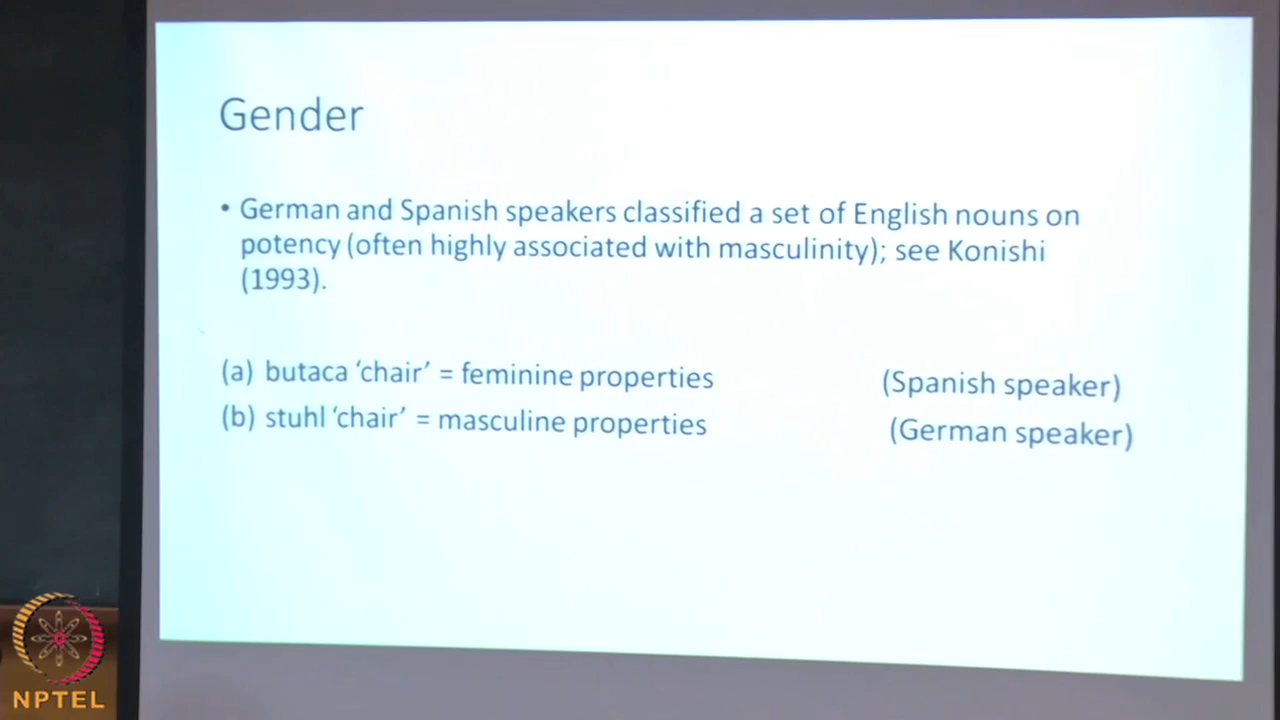 Gender
• German and Spanish speakers classified a set of English nouns on
potency (often highly associated with masculinity); see Konishi
(1993).
(a) butaca ‘chair’ = feminine properties (Spanish speaker)
(b) stuhl ‘chair’ = masculine properties (German speaker)
NPTEL